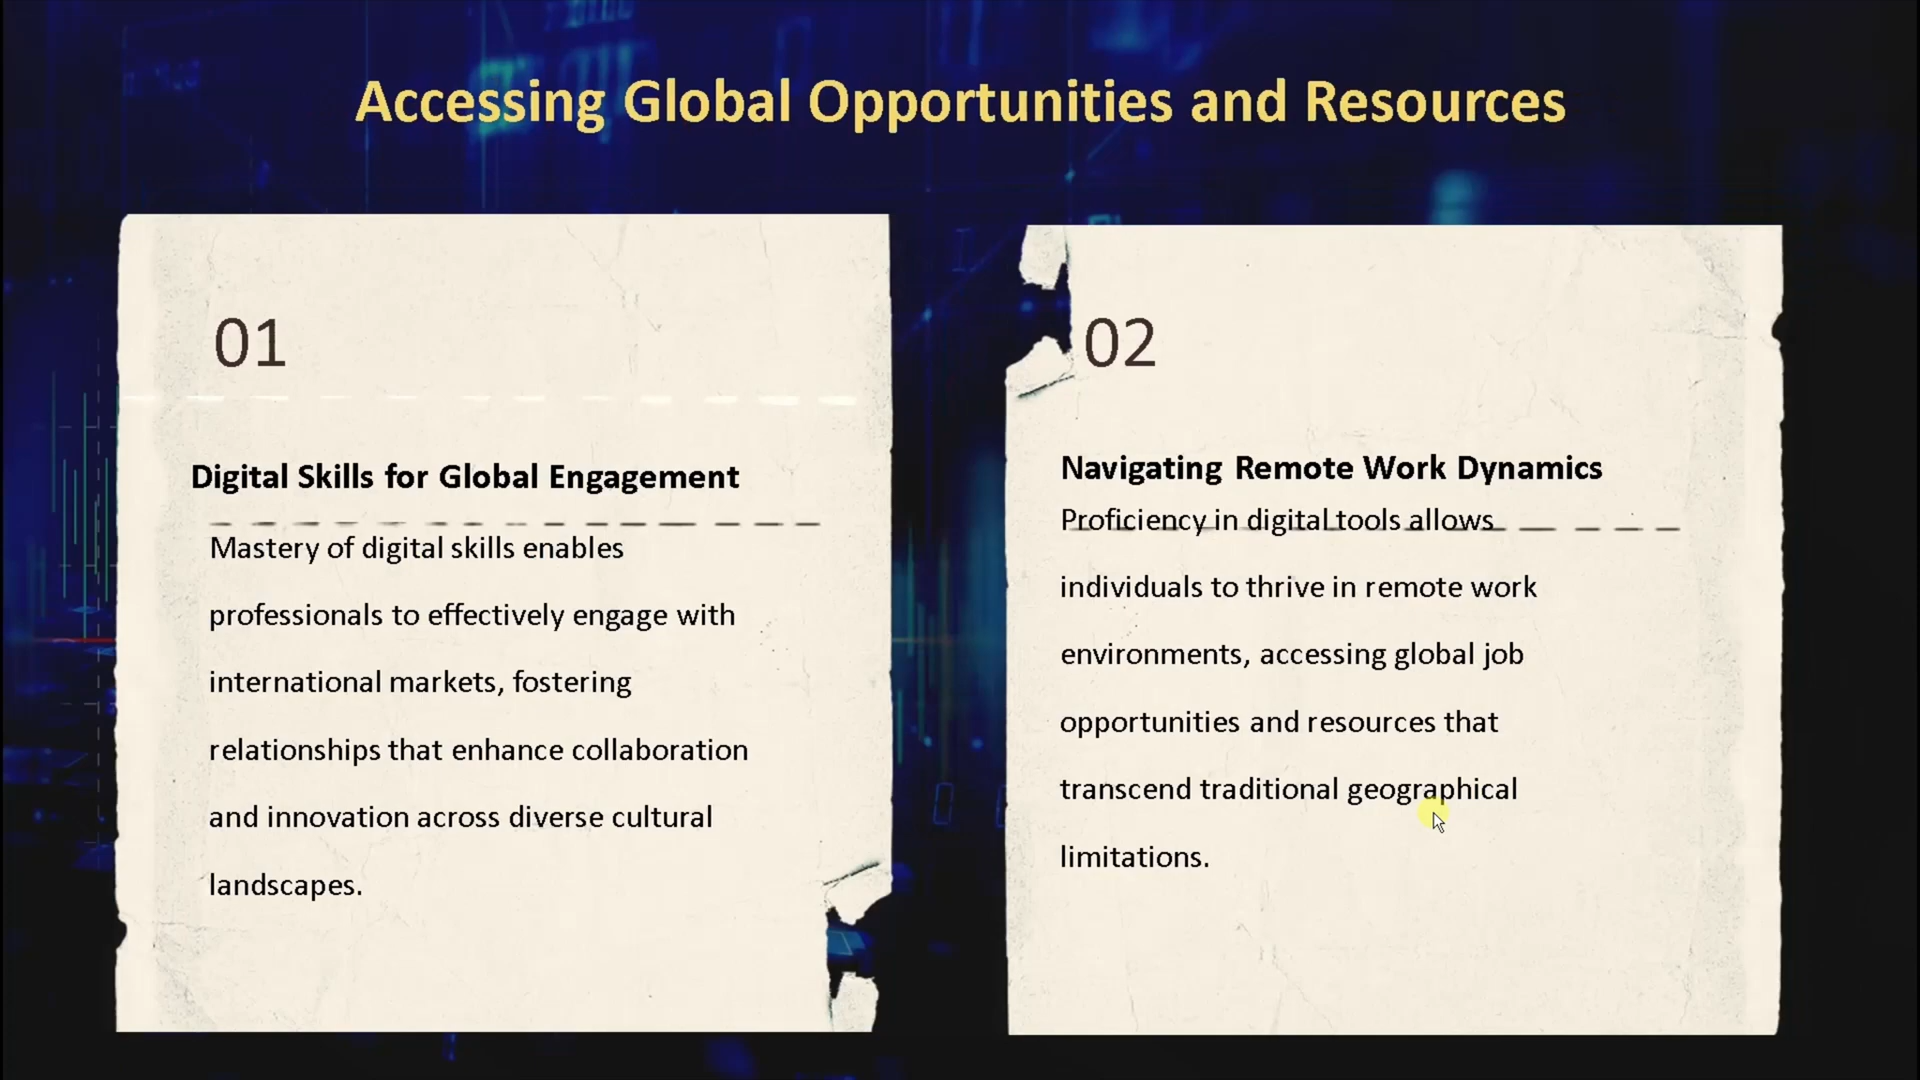 Accessing Global Opportunities and Resources
01
Digital Skills for Global Engagement
Mastery of digital skills enables
professionals to effectively engage with
international markets, fostering
relationships that enhance collaboration
and innovation across diverse cultural
landscapes.
02
Navigating Remote Work Dynamics
Proficiency in digital tools allows
individuals to thrive in remote work
environments, accessing global job
opportunities and resources that
transcend traditional geographical
limitations.